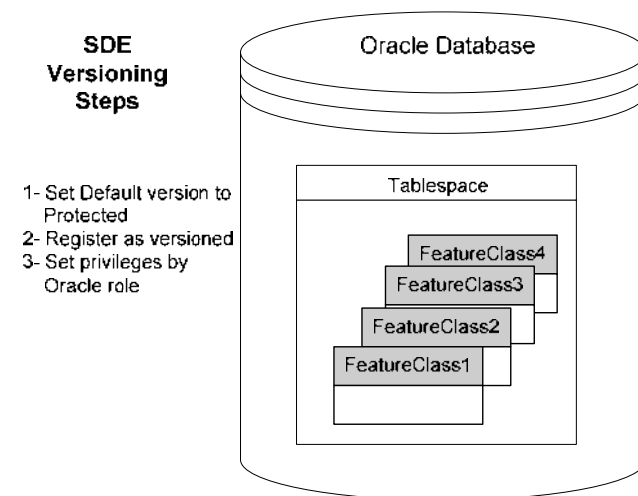 SDE
Versioning
Steps
Oracle Database
1- Set Default version to
Protected
2- Register as versioned
3- Set privileges by
Oracle role
Tablespace
FeatureClass4
FeatureClass3
FeatureClass2
FeatureClass1